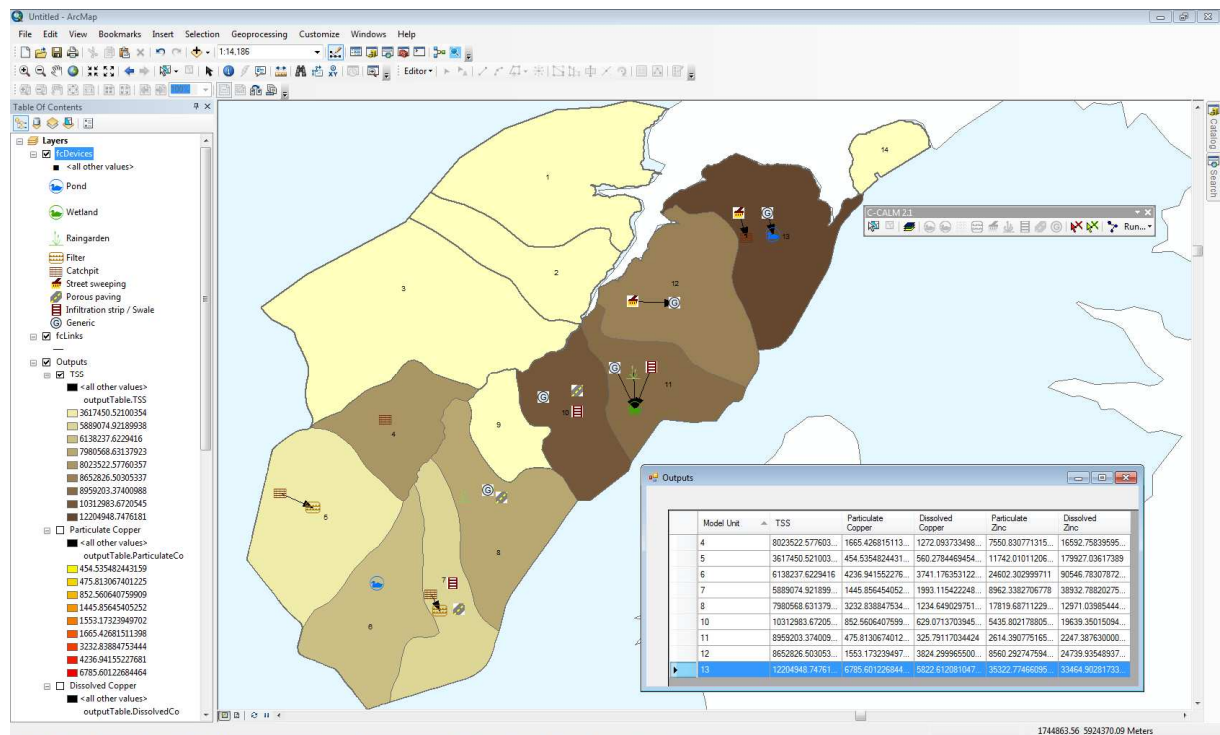 Untitled - ArcMap
File Edit View Bookmarks Insert Selection Geoprocessing Customize Windows Help
1:14,186
Editor
Table Of Contents
Layers
fcDevices
<all other values>
Pond
Wetland
Raingarden
Filter
Catchpit
Street sweeping
Porous paving
Infiltration strip / Swale
Generic
fcLinks
Outputs
TSS
<all other values>
outputTable.TSS
3617450.52100354
5889074.92189938
6138237.6229416
7980568.63137923
8023522.57760357
8652826.50305337
8959203.37400988
10312983.6720545
12204948.7476181
Particulate Copper
<all other values>
outputTable.ParticulateCo
454.535482443159
475.813067401225
852.560640759909
1445.85645405252
1553.17323949702
1665.42681511398
3232.83884753444
4236.94155227681
6785.60122684464
Dissolved Copper
<all other values>
outputTable.DissolvedCo
1
2
3
4
6
6
7
8
9
10
11
12
13
14
C-CALM 2.1
Run...
Catalog
Search
Outputs
Model Unit TSS Particulate Copper Dissolved Copper Particulate Zinc Dissolved Zinc
4 8023522.577603... 1665.426815113... 1272.093733498... 7550.830771315... 16592.75839595...
5 3617450.521003... 454.5354824431... 560.2784469454... 11742.01011206... 179927.03617389
6 6138237.6229416 4236.941552276... 3741.176353122... 24602.302999711 90546.78307872...
7 5889074.921899... 1445.856454052... 1993.115422248... 8962.3382706778 38932.78820275...
8 7980568.631379... 3232.838847534... 1234.649029751... 17819.68711229... 12971.03985444...
10 10312983.67205... 852.5606407599... 629.0713703945... 5435.802178805... 19639.35015094...
11 8959203.374009... 475.8130674012... 325.79117034424 2614.390775165... 2247.387630000...
12 8652826.503053... 1553.173239497... 3824.299965500... 8560.292747594... 24739.93548937...
13 12204948.74761... 6785.601226844... 5822.612081047... 35322.77466095... 33464.90281733...
1744863.56 5924370.09 Meters